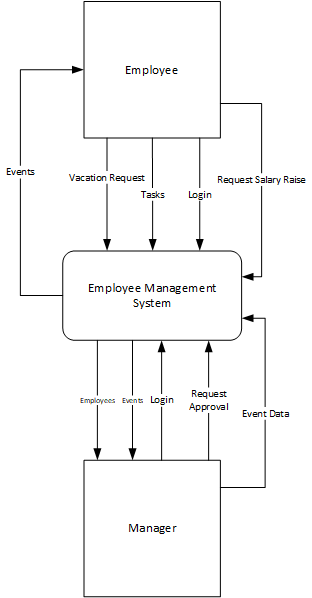 Employee
Events
Vacation Request
Tasks
Login
Request Salary Raise
Employee Management
System
Employees
Events
Login
Request
Approval
Event Data
Manager